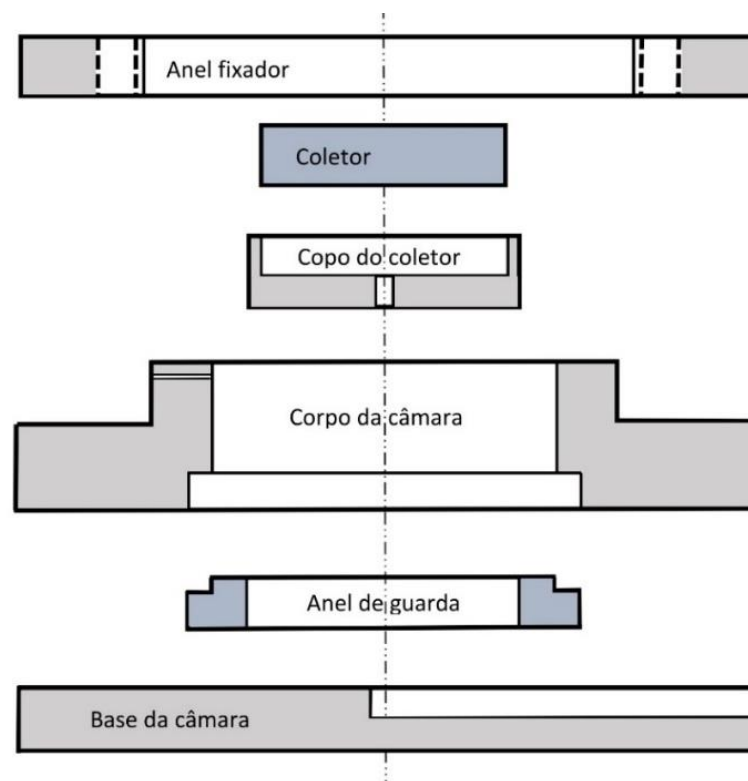 Anel fixador
Coletor
Copo do coletor
Corpo da câmara
Anel de guarda
Base da câmara